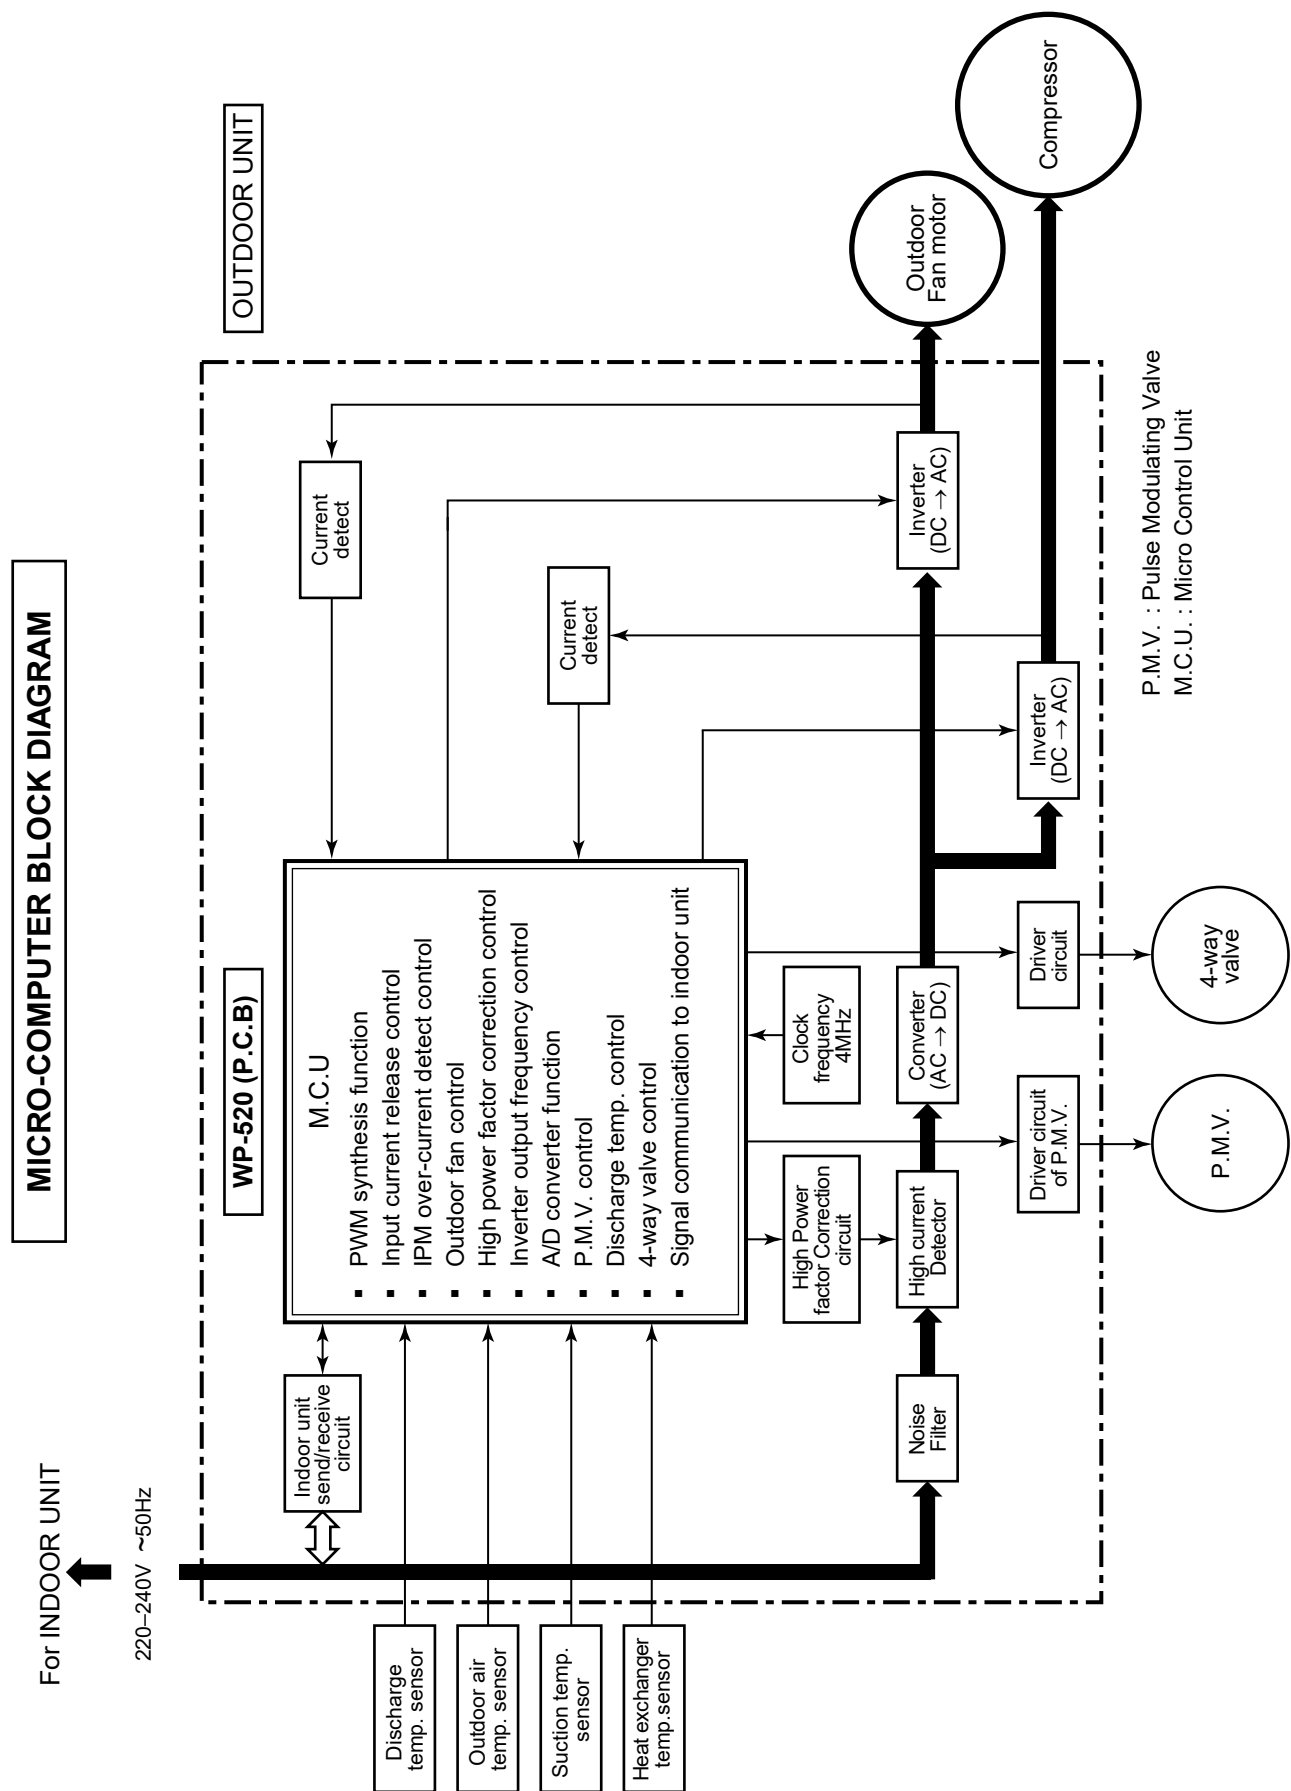 MICRO-COMPUTER BLOCK DIAGRAM
For INDOOR UNIT
220–240V ~50Hz
WP-520 (P.C.B)
OUTDOOR UNIT
Discharge
temp. sensor
Outdoor air
temp. sensor
Suction temp.
sensor
Heat exchanger
temp.sensor
Indoor unit
send/receive
circuit
M.C.U
▪ PWM synthesis function
▪ Input current release control
▪ IPM over-current detect control
▪ Outdoor fan control
▪ High power factor correction control
▪ Inverter output frequency control
▪ A/D converter function
▪ P.M.V. control
▪ Discharge temp. control
▪ 4-way valve control
▪ Signal communication to indoor unit
Current
detect
Current
detect
High Power
factor Correction
circuit
Clock
frequency
4MHz
Noise
Filter
High current
Detector
Converter
(AC → DC)
Inverter
(DC → AC)
Outdoor
Fan motor
Driver circuit
of P.M.V.
Driver
circuit
Inverter
(DC → AC)
Compressor
P.M.V.
4-way
valve
P.M.V. : Pulse Modulating Valve
M.C.U. : Micro Control Unit